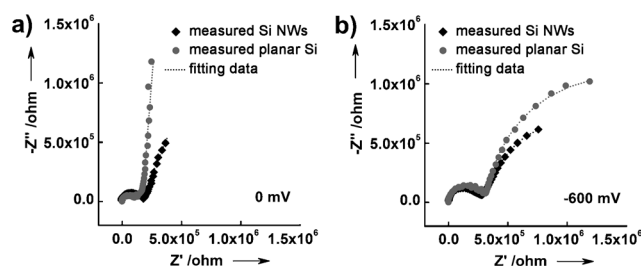 a)
measured Si NWs
measured planar Si
fitting data
-Z'' /ohm
1.5x10⁶
1.0x10⁶
5.0x10⁵
0.0
0 mV
0.0 5.0x10⁵ 1.0x10⁶ 1.5x10⁶
Z' /ohm
b)
measured Si NWs
measured planar Si
fitting data
-Z'' /ohm
1.5x10⁶
1.0x10⁶
5.0x10⁵
0.0
-600 mV
0.0 5.0x10⁵ 1.0x10⁶ 1.5x10⁶
Z' /ohm